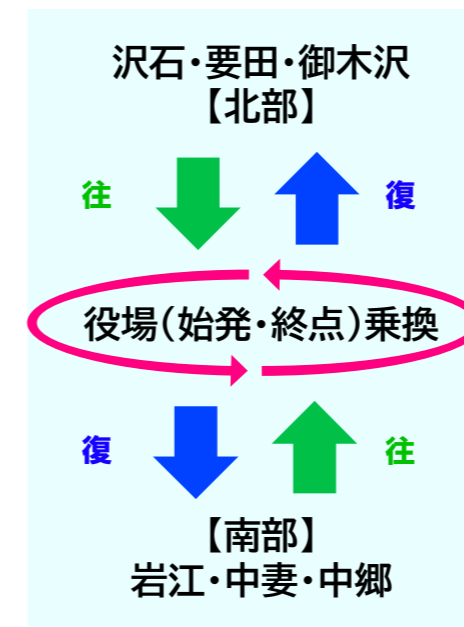 沢石・要田・御木沢
【北部】
往 復
役場(始発・終点)乗換
復 往
【南部】
岩江・中妻・中郷